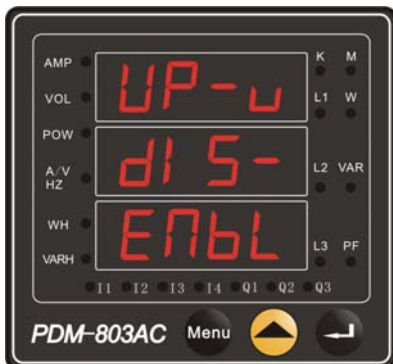 AMP
VOL
POW
A/V
HZ
WH
VARH
UP-u
dI S-
ENbL
K M
L1 W
L2 VAR
L3 PF
I1 I2 I3 I4 Q1 Q2 Q3
PDM-803AC Menu